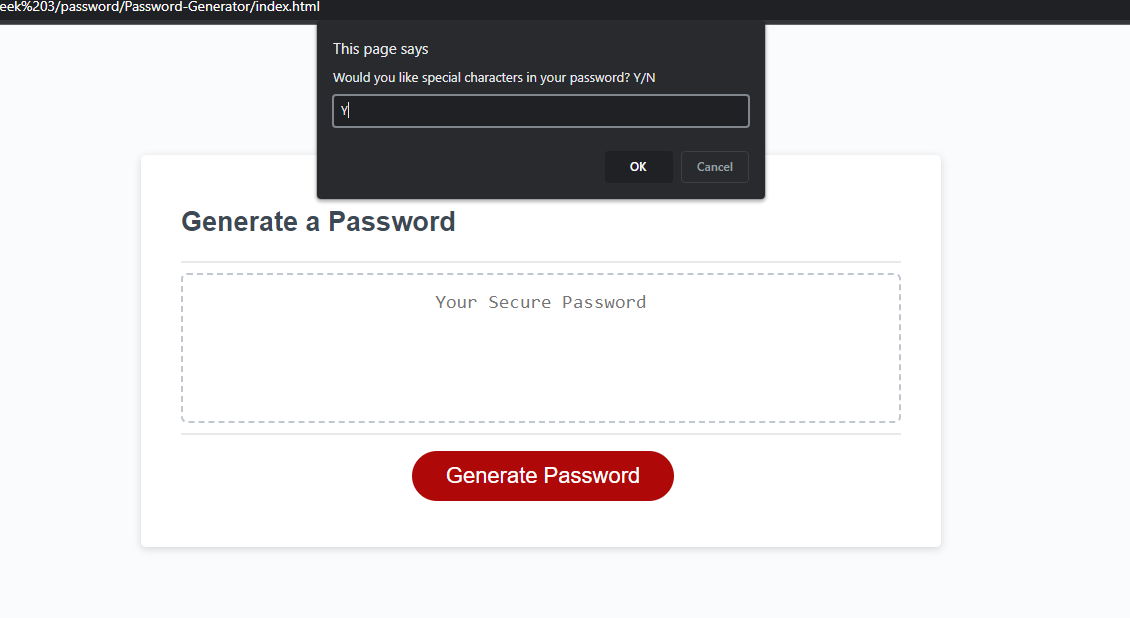 eek%203/password/Password-Generator/index.html
This page says
Would you like special characters in your password? Y/N
Y
OK
Cancel
Generate a Password
Your Secure Password
Generate Password